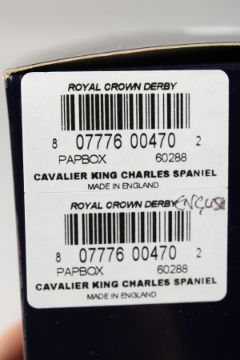 ROYAL CROWN DERBY
8 07776 00470 2
PAPBOX 60288
CAVALIER KING CHARLES SPANIEL
MADE IN ENGLAND
ROYAL CROWN DERBY
8 07776 00470 2
PAPBOX 60288
CAVALIER KING CHARLES SPANIEL
MADE IN ENGLAND